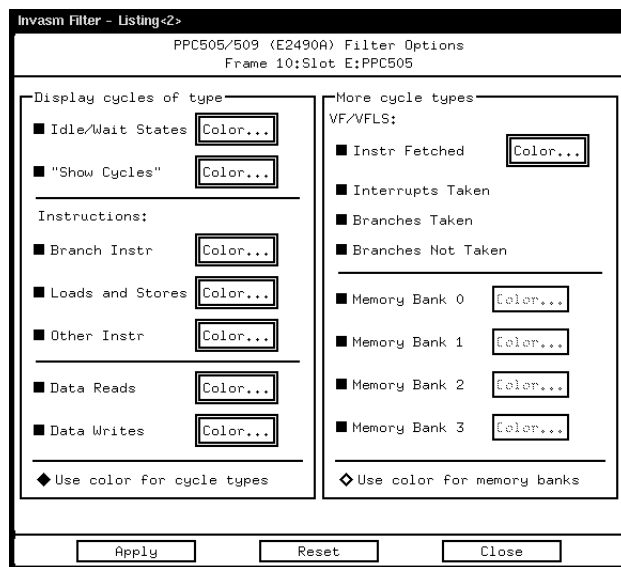 Invasm Filter - Listing<2>
PPC505/509 (E2490A) Filter Options
Frame 10:Slot E:PPC505
Display cycles of type
Idle/Wait States Color...
"Show Cycles" Color...
Instructions:
Branch Instr Color...
Loads and Stores Color...
Other Instr Color...
Data Reads Color...
Data Writes Color...
Use color for cycle types
More cycle types
VF/VFLS:
Instr Fetched Color...
Interrupts Taken
Branches Taken
Branches Not Taken
Memory Bank 0 Color...
Memory Bank 1 Color...
Memory Bank 2 Color...
Memory Bank 3 Color...
Use color for memory banks
Apply Reset Close